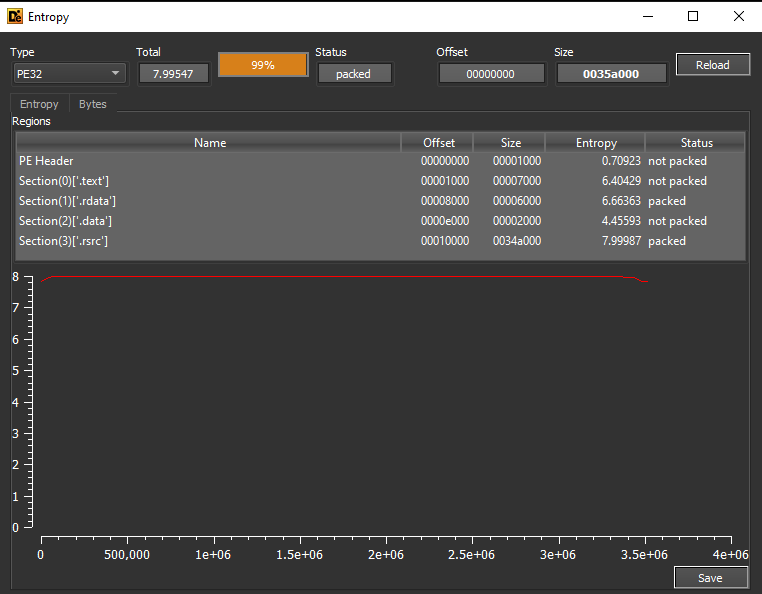 Entropy
Type Total Status Offset Size
PE32 7.99547 99% packed 00000000 0035a000 Reload
Entropy Bytes
Regions
Name Offset Size Entropy Status
PE Header 00000000 00001000 0.70923 not packed
Section(0)['.text'] 00001000 00007000 6.40429 not packed
Section(1)['.rdata'] 00008000 00006000 6.66363 packed
Section(2)['.data'] 0000e000 00002000 4.45593 not packed
Section(3)['.rsrc'] 00010000 0034a000 7.99987 packed
8
7
6
5
4
3
2
1
0
0 500,000 1e+06 1.5e+06 2e+06 2.5e+06 3e+06 3.5e+06 4e+06
Save